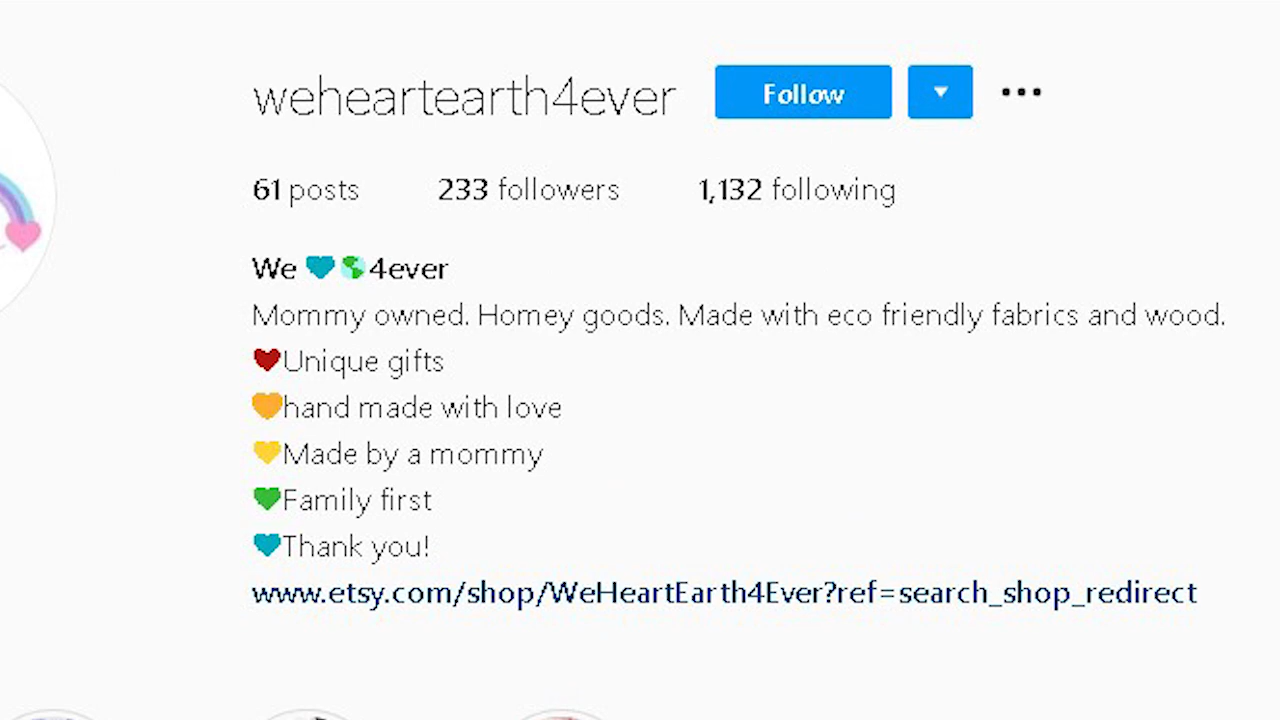 weheartearth4ever Follow
61 posts 233 followers 1,132 following
We 💙🌎4ever
Mommy owned. Homey goods. Made with eco friendly fabrics and wood.
❤️Unique gifts
🧡hand made with love
💛Made by a mommy
💚Family first
💙Thank you!
www.etsy.com/shop/WeHeartEarth4Ever?ref=search_shop_redirect